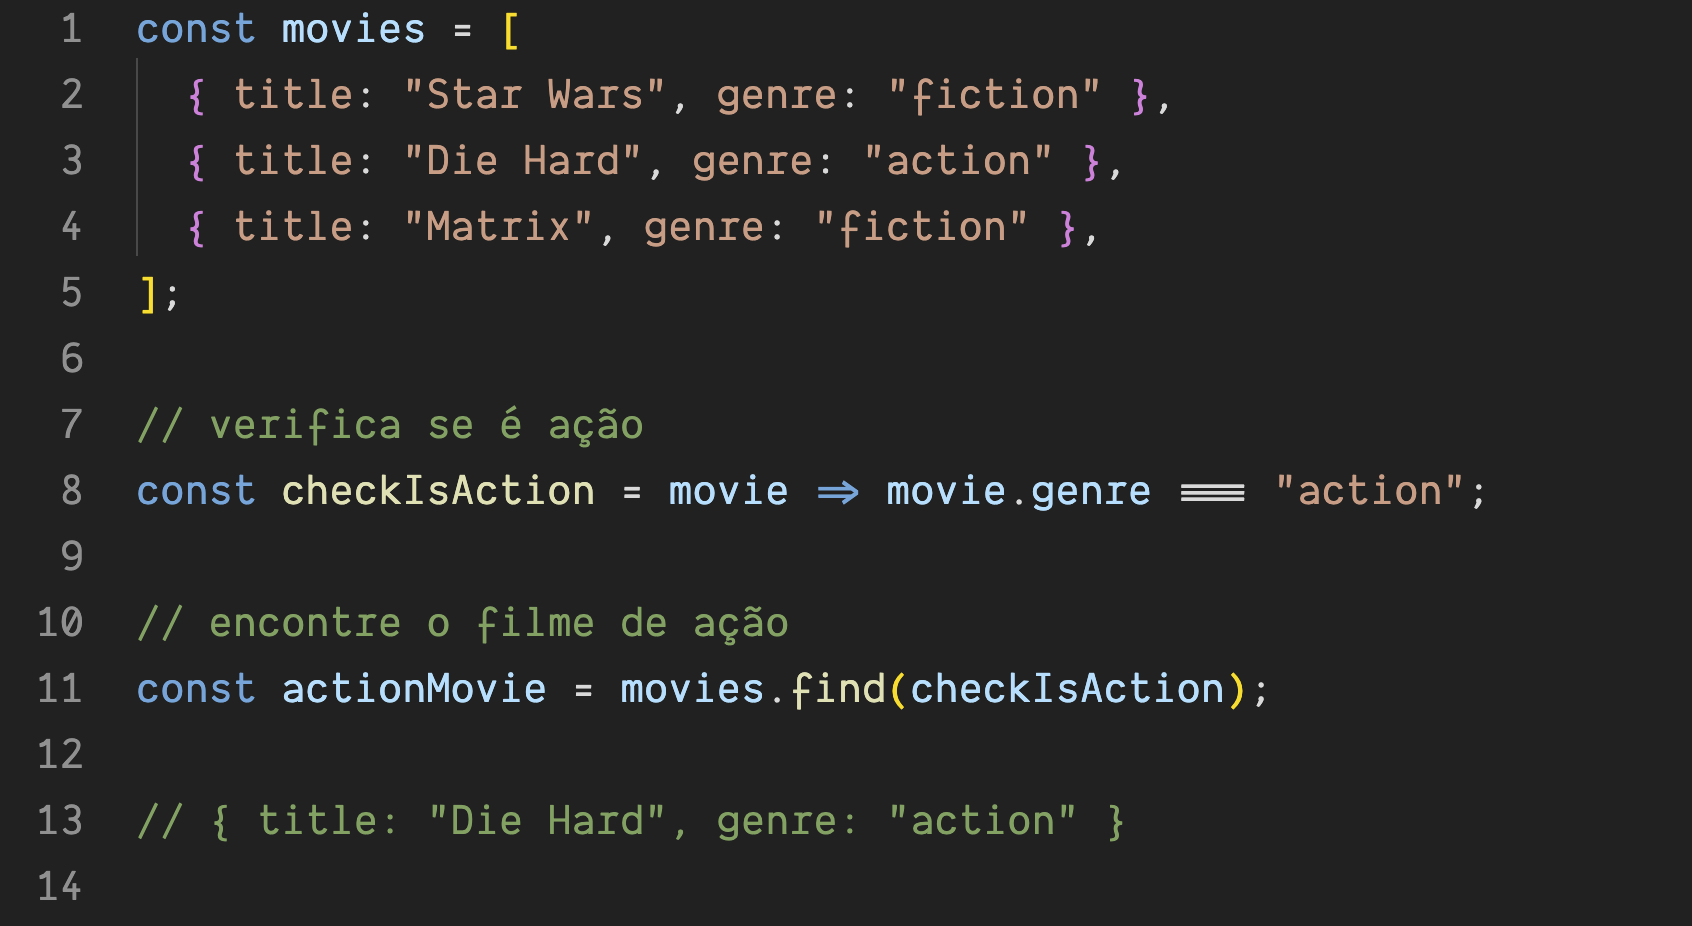 1 const movies = [
2 { title: "Star Wars", genre: "fiction" },
3 { title: "Die Hard", genre: "action" },
4 { title: "Matrix", genre: "fiction" },
5 ];
6
7 // verifica se é ação
8 const checkIsAction = movie => movie.genre === "action";
9
10 // encontre o filme de ação
11 const actionMovie = movies.find(checkIsAction);
12
13 // { title: "Die Hard", genre: "action" }
14